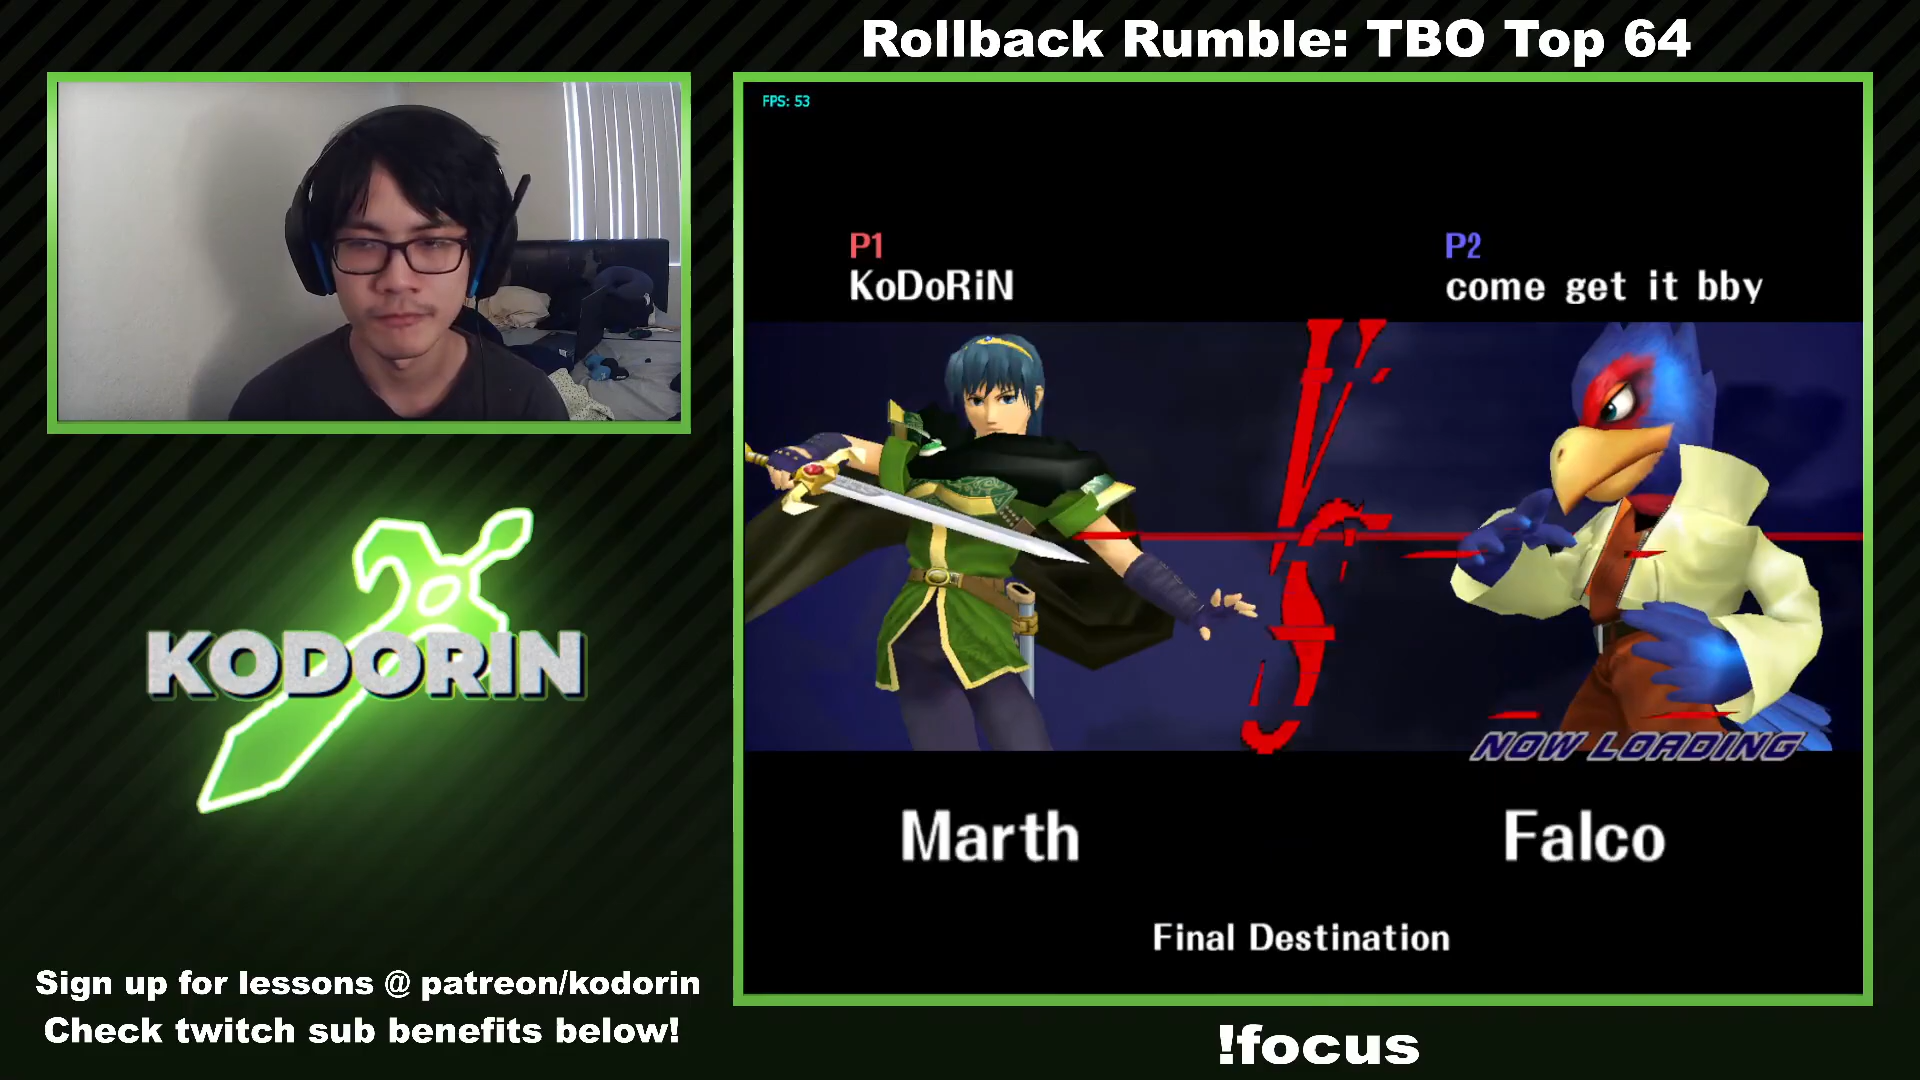 Rollback Rumble: TBO Top 64
FPS: 53
P1
KoDoRiN
P2
come get it bby
VS
NOW LOADING
KODORIN
Marth
Falco
Final Destination
Sign up for lessons @ patreon/kodorin
Check twitch sub benefits below!
!focus